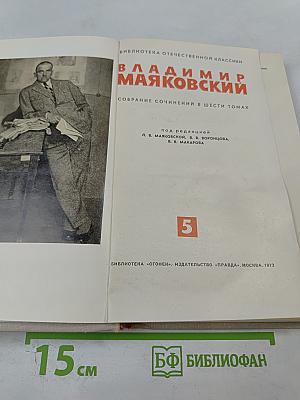 БИБЛИОТЕКА ОТЕЧЕСТВЕННОЙ КЛАССИКИ
ВЛАДИМИР
МАЯКОВСКИЙ
СОБРАНИЕ СОЧИНЕНИЙ В ШЕСТИ ТОМАХ
под редакцией
Л. В. МАЯКОВСКОЙ, В. В. ВОРОНЦОВА,
В. В. МАКАРОВА
5
БИБЛИОТЕКА «ОГОНЕК». ИЗДАТЕЛЬСТВО «ПРАВДА», МОСКВА, 1973
15 см
БФ БИБЛИОФАН